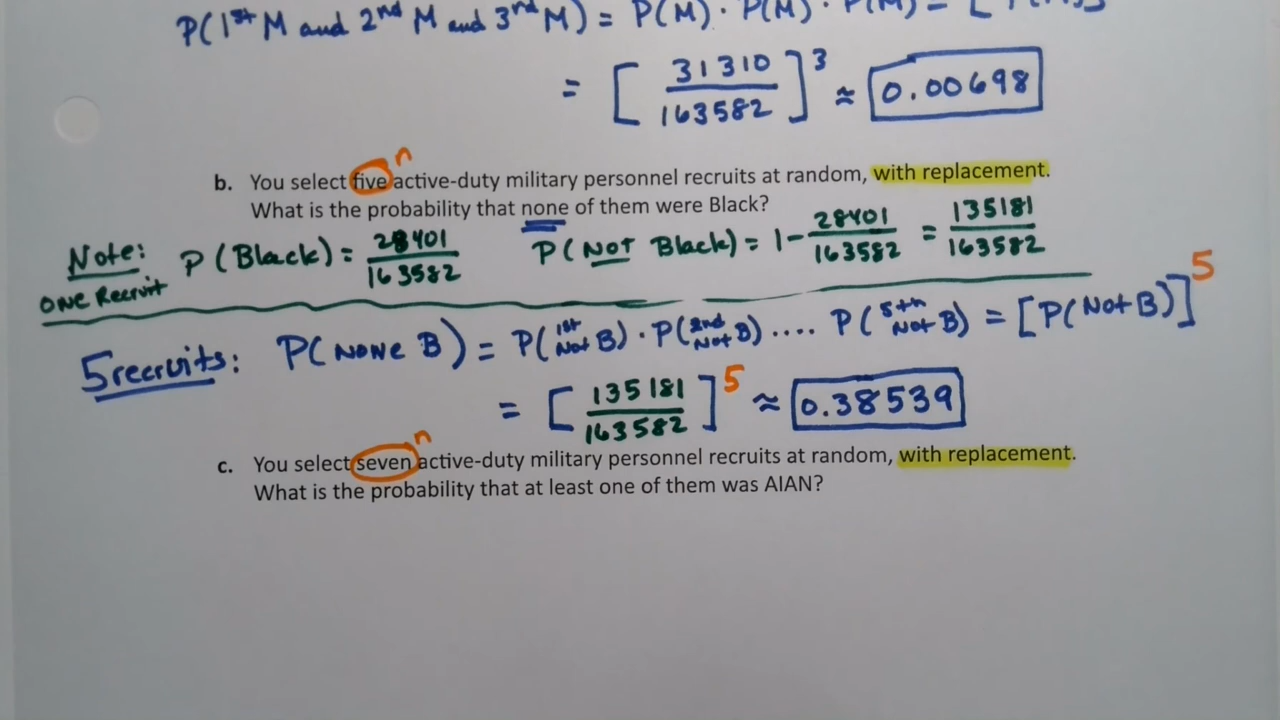 P(1st M and 2nd M and 3rd M) = P(M) · P(M) · P(M) = [
= [31310/163582]³ ≈ 0.00698
n
b. You select five active-duty military personnel recruits at random, with replacement.
What is the probability that none of them were Black?
Note: ONE Recruit P(Black) = 28401/163582 P(Not Black) = 1 - 28401/163582 = 135181/163582
5 recruits: P(NONE B) = P(1st Not B) · P(2nd Not B) .... P(5th Not B) = [P(Not B)]⁵
= [135181/163582]⁵ ≈ 0.38539
n
c. You select seven active-duty military personnel recruits at random, with replacement.
What is the probability that at least one of them was AIAN?